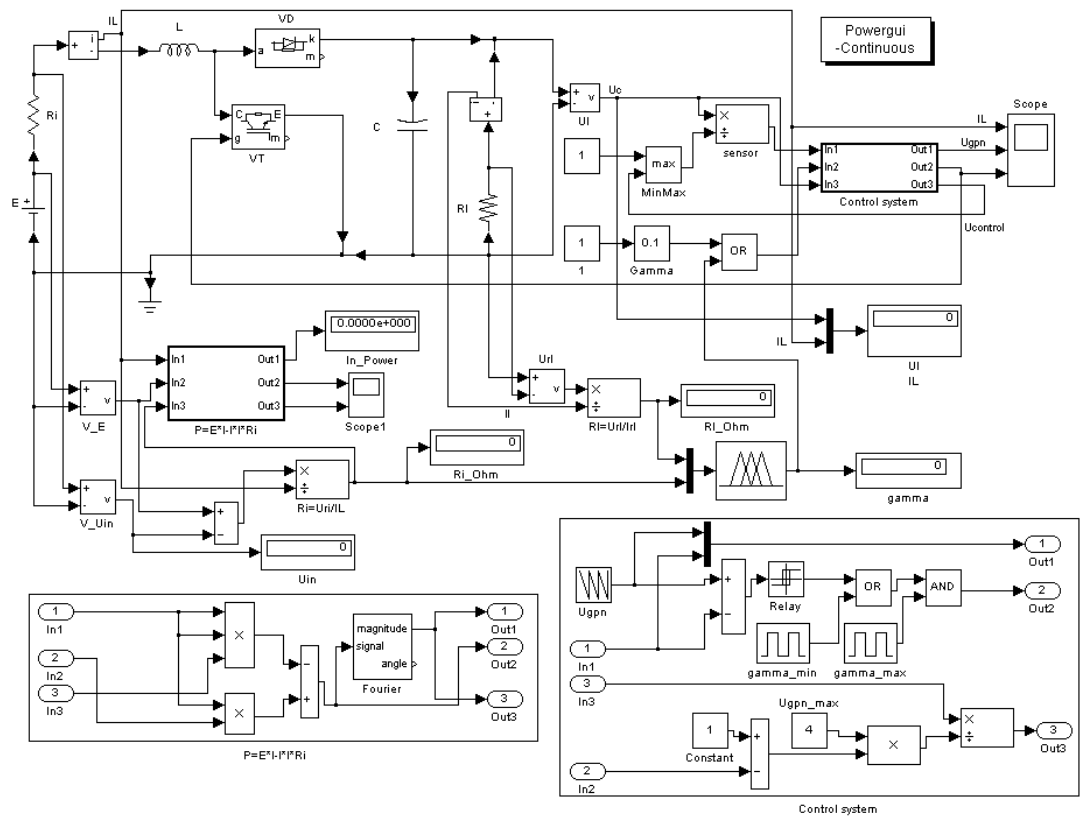 IL
i
+
-
L
VD
a
k
m
Powergui
-Continuous
Ri
C
E
g
m
VT
C
-
+
+
-
v
Ul
Uc
×
÷
sensor
1
max
MinMax
In1
In2
In3
Out1
Out2
Out3
Control system
IL
Ugpn
Scope
Ucontrol
E
+
Rl
1
1
0.1
Gamma
OR
IL
0
Ul
IL
0.0000e+000
In_Power
In1
In2
In3
Out1
Out2
Out3
P=E*I-I*I*Ri
Scope1
+
-
v
V_E
Url
+
-
v
Il
×
÷
Rl=Url/Irl
0
Rl_Ohm
0
Ri_Ohm
×
÷
Ri=Uri/IL
+
-
v
V_Uin
+
-
0
Uin
0
gamma
1
In1
2
In2
3
In3
×
×
-
+
magnitude
signal
angle
Fourier
1
Out1
2
Out2
3
Out3
P=E*I-I*I*Ri
Ugpn
+
-
Relay
OR
AND
1
Out1
2
Out2
1
In1
gamma_min
gamma_max
3
In3
Ugpn_max
1
Constant
+
-
4
×
×
÷
3
Out3
2
In2
Control system